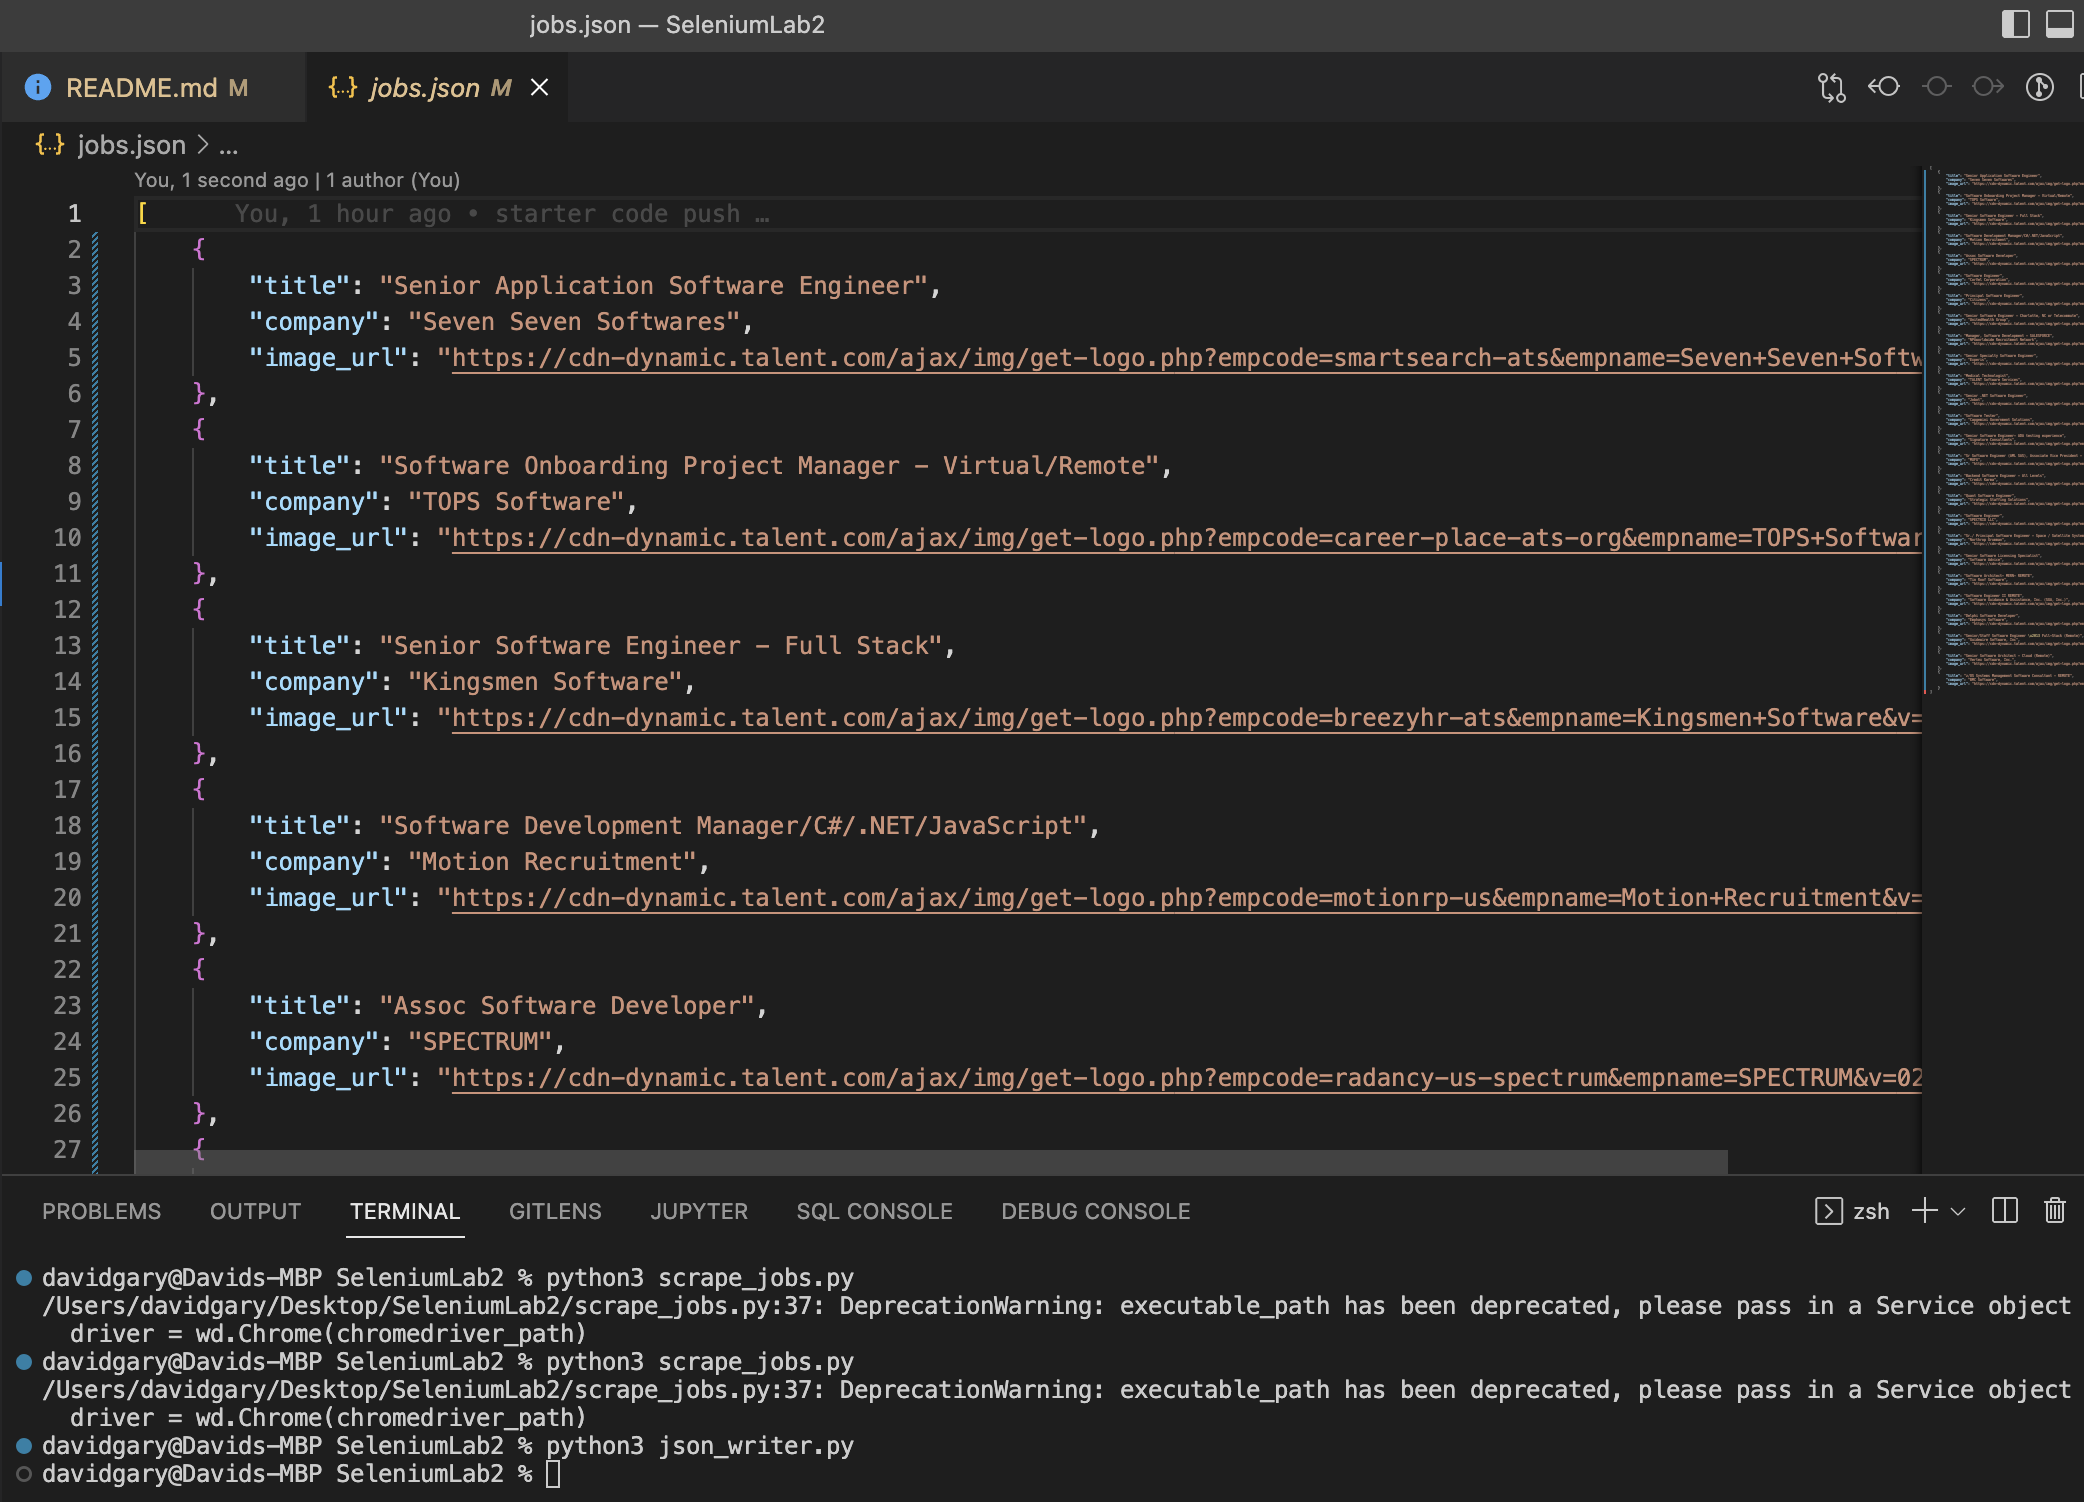 jobs.json — SeleniumLab2
README.md M
{..} jobs.json M
{..} jobs.json > ...
You, 1 second ago | 1 author (You)
1 [ You, 1 hour ago • starter code push …
2 {
3 "title": "Senior Application Software Engineer",
4 "company": "Seven Seven Softwares",
5 "image_url": "https://cdn-dynamic.talent.com/ajax/img/get-logo.php?empcode=smartsearch-ats&empname=Seven+Seven+Softw
6 },
7 {
8 "title": "Software Onboarding Project Manager - Virtual/Remote",
9 "company": "TOPS Software",
10 "image_url": "https://cdn-dynamic.talent.com/ajax/img/get-logo.php?empcode=career-place-ats-org&empname=TOPS+Softwar
11 },
12 {
13 "title": "Senior Software Engineer - Full Stack",
14 "company": "Kingsmen Software",
15 "image_url": "https://cdn-dynamic.talent.com/ajax/img/get-logo.php?empcode=breezyhr-ats&empname=Kingsmen+Software&v=
16 },
17 {
18 "title": "Software Development Manager/C#/.NET/JavaScript",
19 "company": "Motion Recruitment",
20 "image_url": "https://cdn-dynamic.talent.com/ajax/img/get-logo.php?empcode=motionrp-us&empname=Motion+Recruitment&v=
21 },
22 {
23 "title": "Assoc Software Developer",
24 "company": "SPECTRUM",
25 "image_url": "https://cdn-dynamic.talent.com/ajax/img/get-logo.php?empcode=radancy-us-spectrum&empname=SPECTRUM&v=02
26 },
27 {
PROBLEMS OUTPUT TERMINAL GITLENS JUPYTER SQL CONSOLE DEBUG CONSOLE zsh
davidgary@Davids-MBP SeleniumLab2 % python3 scrape_jobs.py
/Users/davidgary/Desktop/SeleniumLab2/scrape_jobs.py:37: DeprecationWarning: executable_path has been deprecated, please pass in a Service object
driver = wd.Chrome(chromedriver_path)
davidgary@Davids-MBP SeleniumLab2 % python3 scrape_jobs.py
/Users/davidgary/Desktop/SeleniumLab2/scrape_jobs.py:37: DeprecationWarning: executable_path has been deprecated, please pass in a Service object
driver = wd.Chrome(chromedriver_path)
davidgary@Davids-MBP SeleniumLab2 % python3 json_writer.py
davidgary@Davids-MBP SeleniumLab2 %